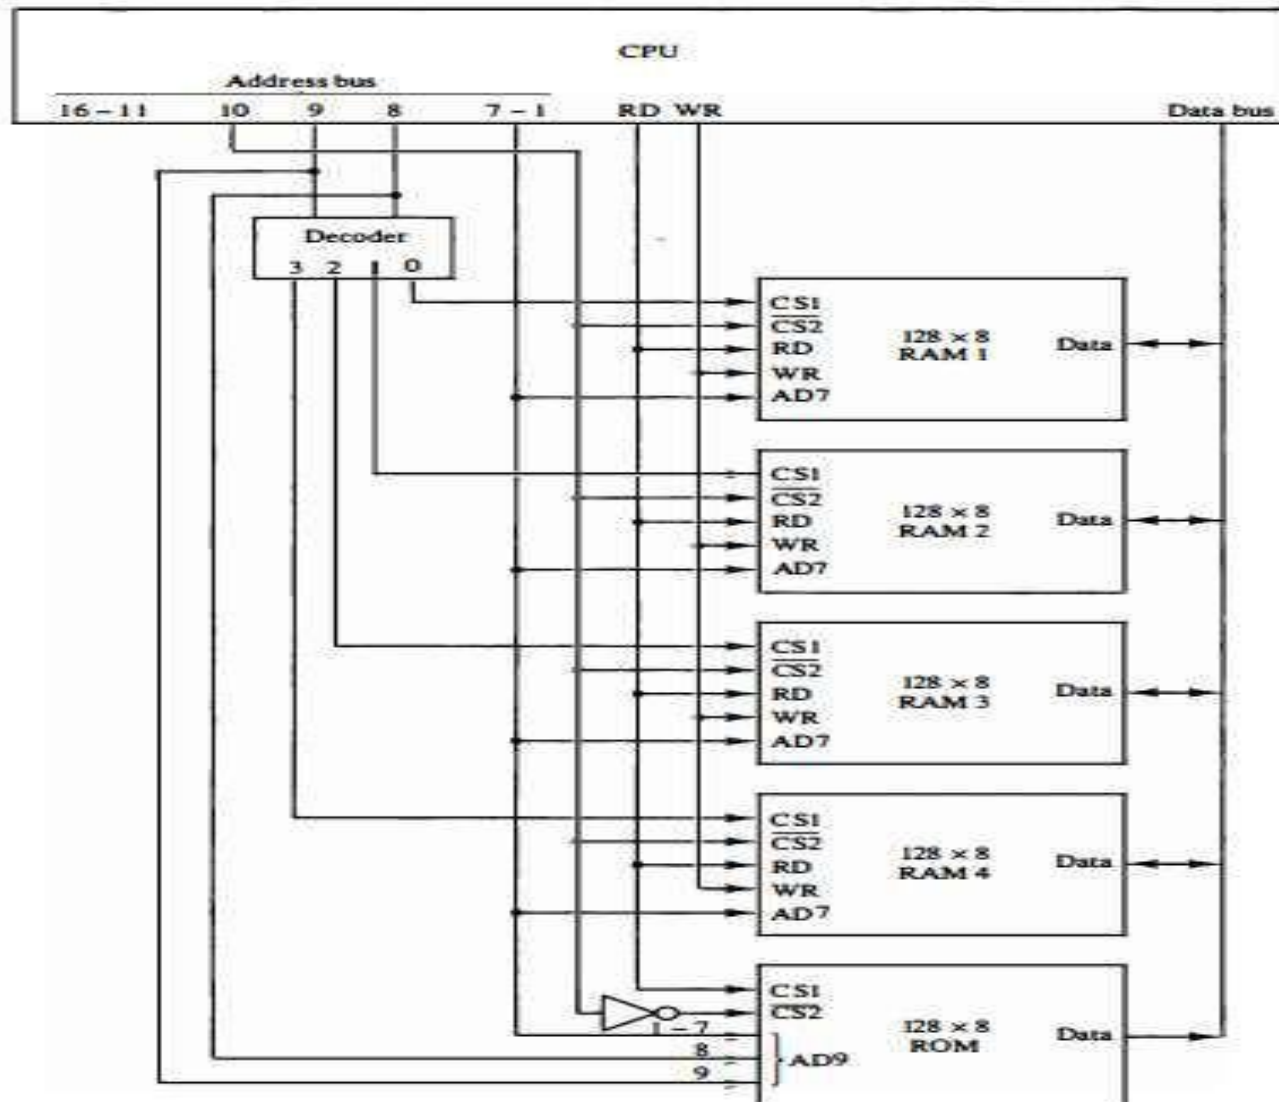 CPU
Address bus
16 – 11 10 9 8 7 – 1 RD WR Data bus
Decoder
3 2 1 0
CS1
CS2
RD
WR
AD7
128 × 8
RAM 1
Data
CS1
CS2
RD
WR
AD7
128 × 8
RAM 2
Data
CS1
CS2
RD
WR
AD7
128 × 8
RAM 3
Data
CS1
CS2
RD
WR
AD7
128 × 8
RAM 4
Data
CS1
CS2
1 – 7
8
9
AD9
128 × 8
ROM
Data